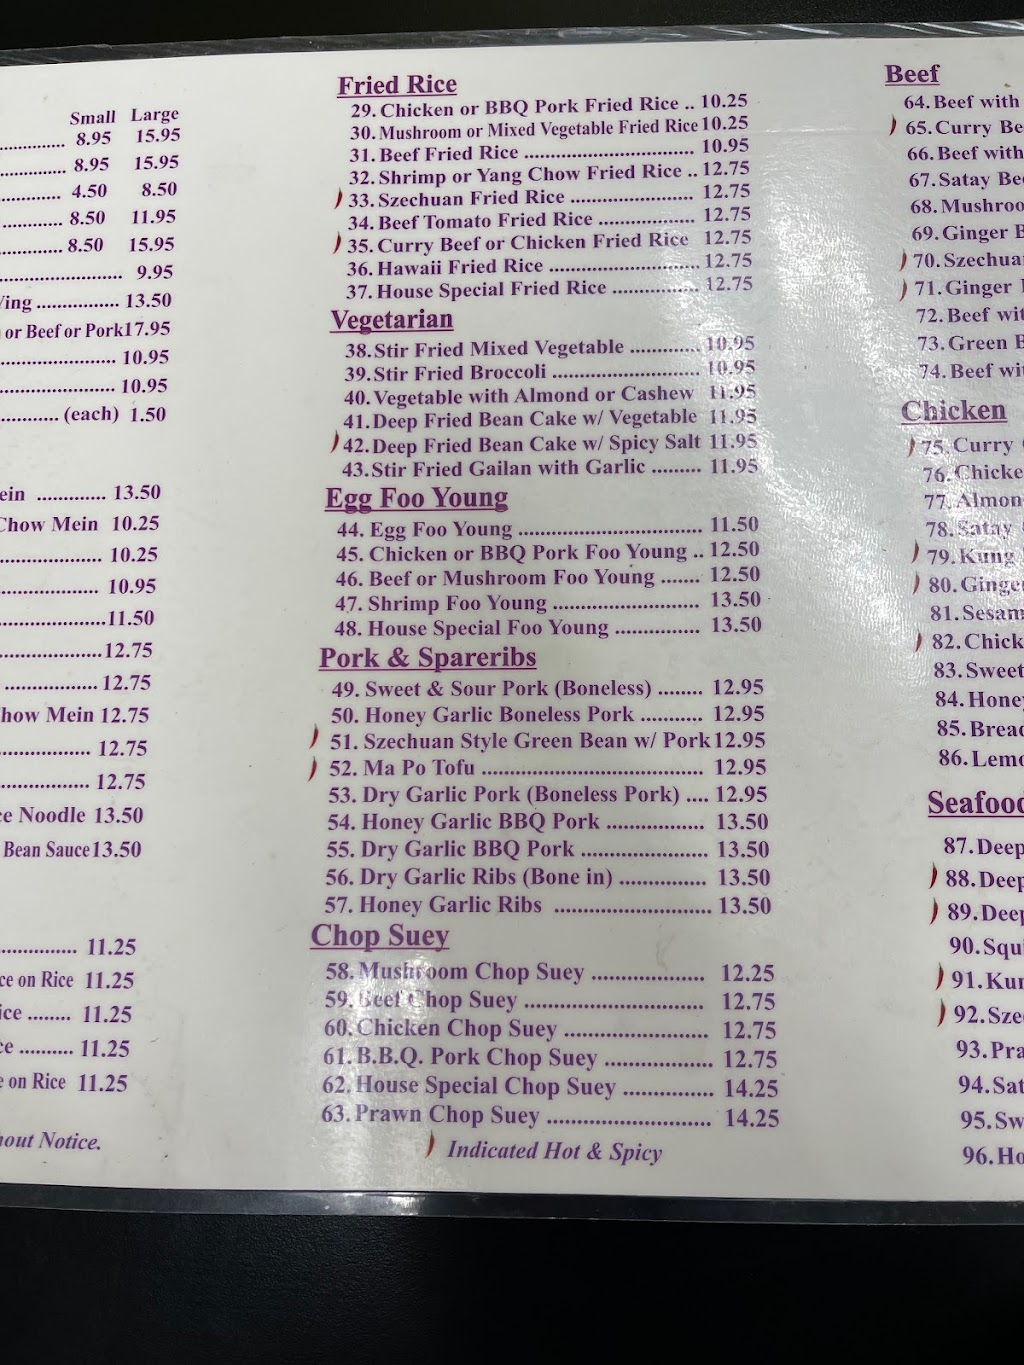 Small Large
8.95 15.95
8.95 15.95
4.50 8.50
8.50 11.95
8.50 15.95
9.95
Wing ................ 13.50
or Beef or Pork 17.95
10.95
10.95
............ (each) 1.50
ein ............. 13.50
Chow Mein 10.25
10.25
10.95
11.50
12.75
12.75
Chow Mein 12.75
12.75
12.75
ce Noodle 13.50
Bean Sauce 13.50
11.25
ce on Rice 11.25
ice ........ 11.25
ce .......... 11.25
e on Rice 11.25
hout Notice.
Fried Rice
29. Chicken or BBQ Pork Fried Rice .. 10.25
30. Mushroom or Mixed Vegetable Fried Rice 10.25
31. Beef Fried Rice ................................ 10.95
32. Shrimp or Yang Chow Fried Rice .. 12.75
33. Szechuan Fried Rice ....................... 12.75
34. Beef Tomato Fried Rice .................. 12.75
35. Curry Beef or Chicken Fried Rice 12.75
36. Hawaii Fried Rice ............................ 12.75
37. House Special Fried Rice ................ 12.75
Vegetarian
38. Stir Fried Mixed Vegetable ............. 10.95
39. Stir Fried Broccoli ........................... 10.95
40. Vegetable with Almond or Cashew 11.95
41. Deep Fried Bean Cake w/ Vegetable 11.95
42. Deep Fried Bean Cake w/ Spicy Salt 11.95
43. Stir Fried Gailan with Garlic ......... 11.95
Egg Foo Young
44. Egg Foo Young ................................. 11.50
45. Chicken or BBQ Pork Foo Young .. 12.50
46. Beef or Mushroom Foo Young ....... 12.50
47. Shrimp Foo Young .......................... 13.50
48. House Special Foo Young ............... 13.50
Pork & Spareribs
49. Sweet & Sour Pork (Boneless) ........ 12.95
50. Honey Garlic Boneless Pork ........... 12.95
51. Szechuan Style Green Bean w/ Pork 12.95
52. Ma Po Tofu ....................................... 12.95
53. Dry Garlic Pork (Boneless Pork) .... 12.95
54. Honey Garlic BBQ Pork ................. 13.50
55. Dry Garlic BBQ Pork ...................... 13.50
56. Dry Garlic Ribs (Bone in) ............... 13.50
57. Honey Garlic Ribs ........................... 13.50
Chop Suey
58. Mushroom Chop Suey ................... 12.25
59. Beef Chop Suey .............................. 12.75
60. Chicken Chop Suey ........................ 12.75
61. B.B.Q. Pork Chop Suey .................. 12.75
62. House Special Chop Suey ............... 14.25
63. Prawn Chop Suey ........................... 14.25
Indicated Hot & Spicy
Beef
64. Beef with
65. Curry Be
66. Beef with
67. Satay Bee
68. Mushroo
69. Ginger B
70. Szechuan
71. Ginger
72. Beef wit
73. Green B
74. Beef wi
Chicken
75. Curry
76. Chicke
77. Almon
78. Satay
79. Kung
80. Ginger
81. Sesam
82. Chick
83. Sweet
84. Honey
85. Bread
86. Lemo
Seafood
87. Deep
88. Deep
89. Deep
90. Squi
91. Kun
92. Sze
93. Pra
94. Sat
95. Sw
96. Ho